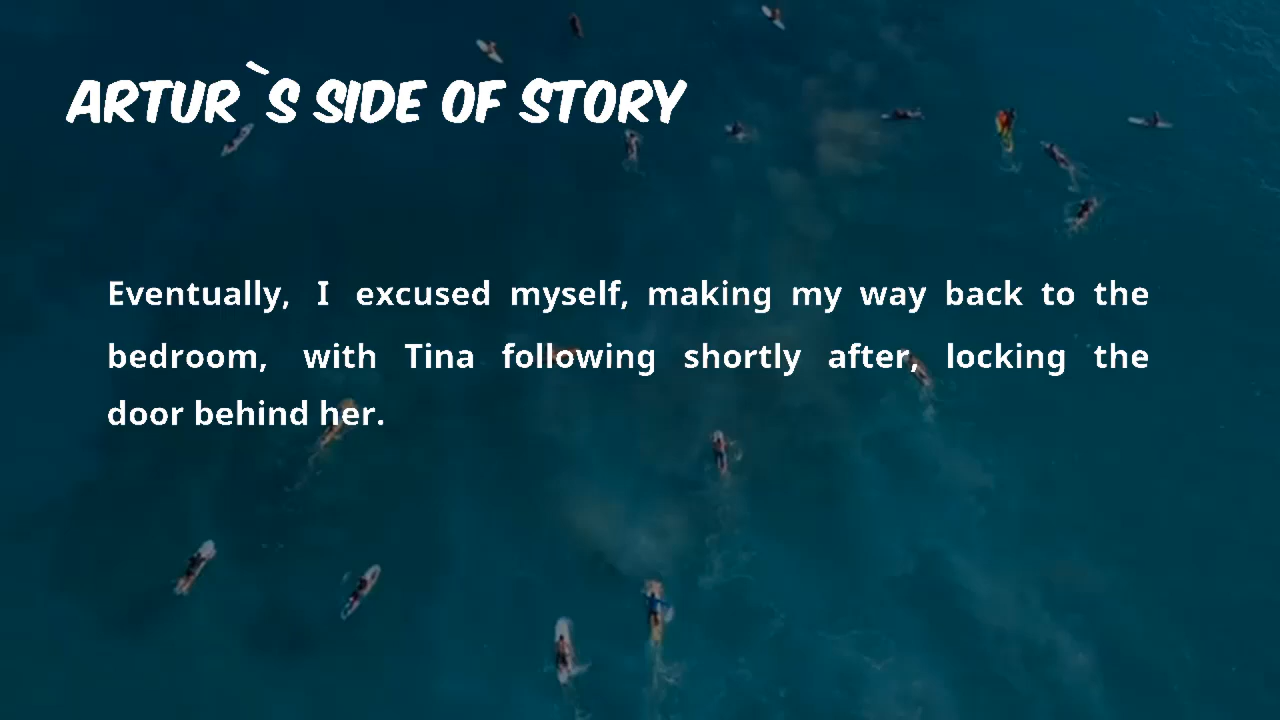 ARTUR`S SIDE OF STORY
Eventually, I excused myself, making my way back to the
bedroom, with Tina following shortly after, locking the
door behind her.